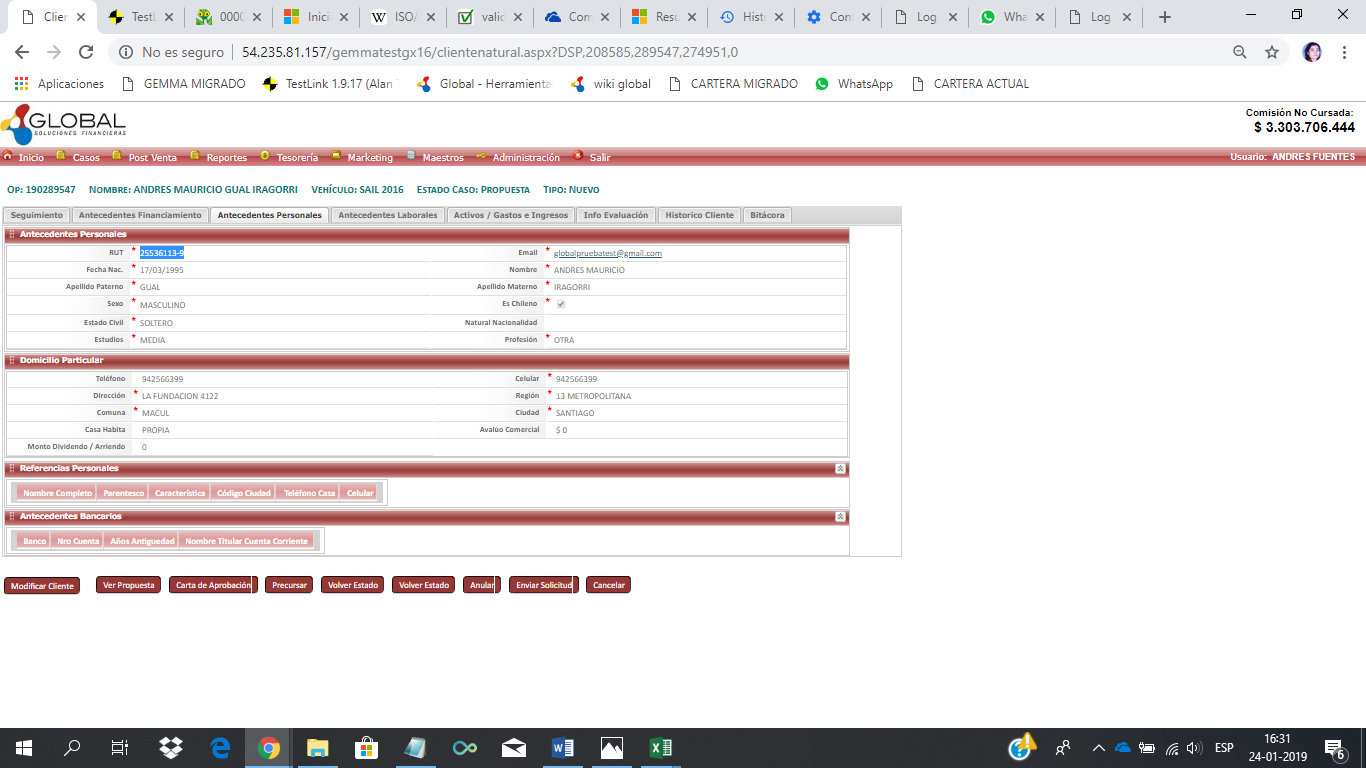 Clier TestL 0000 Inicia ISO/ valid Com Resu Histo Conf Log Wha Log
No es seguro 54.235.81.157/gemmatestgx16/clientenatural.aspx?DSP,208585,289547,274951,0
Aplicaciones GEMMA MIGRADO TestLink 1.9.17 (Alan Global - Herramienta: wiki global CARTERA MIGRADO WhatsApp CARTERA ACTUAL
GLOBAL
SOLUCIONES FINANCIERAS
Comisión No Cursada:
$ 3.303.706.444
Inicio Casos Post Venta Reportes Tesorería Marketing Maestros Administración Salir Usuario: ANDRES FUENTES
Op: 190289547 Nombre: ANDRES MAURICIO GUAL IRAGORRI Vehículo: SAIL 2016 Estado Caso: Propuesta Tipo: Nuevo
Seguimiento Antecedentes Financiamiento Antecedentes Personales Antecedentes Laborales Activos / Gastos e Ingresos Info Evaluación Historico Cliente Bitácora
Antecedentes Personales
RUT * 25536113-9 Email * globalpruebatest@gmail.com
Fecha Nac. * 17/03/1995 Nombre * ANDRES MAURICIO
Apellido Paterno * GUAL Apellido Materno * IRAGORRI
Sexo * MASCULINO Es Chileno *
Estado Civil * SOLTERO Natural Nacionalidad
Estudios * MEDIA Profesión * OTRA
Domicilio Particular
Teléfono 942566399 Celular * 942566399
Dirección * LA FUNDACION 4122 Región * 13 METROPOLITANA
Comuna * MACUL Ciudad * SANTIAGO
Casa Habita PROPIA Avalúo Comercial $ 0
Monto Dividendo / Arriendo 0
Referencias Personales
Nombre Completo Parentesco Característica Código Ciudad Teléfono Casa Celular
Antecedentes Bancarios
Banco Nro Cuenta Años Antiguedad Nombre Titular Cuenta Corriente
Modificar Cliente Ver Propuesta Carta de Aprobación Precursar Volver Estado Volver Estado Anular Enviar Solicitud Cancelar
ESP 16:31
24-01-2019 6